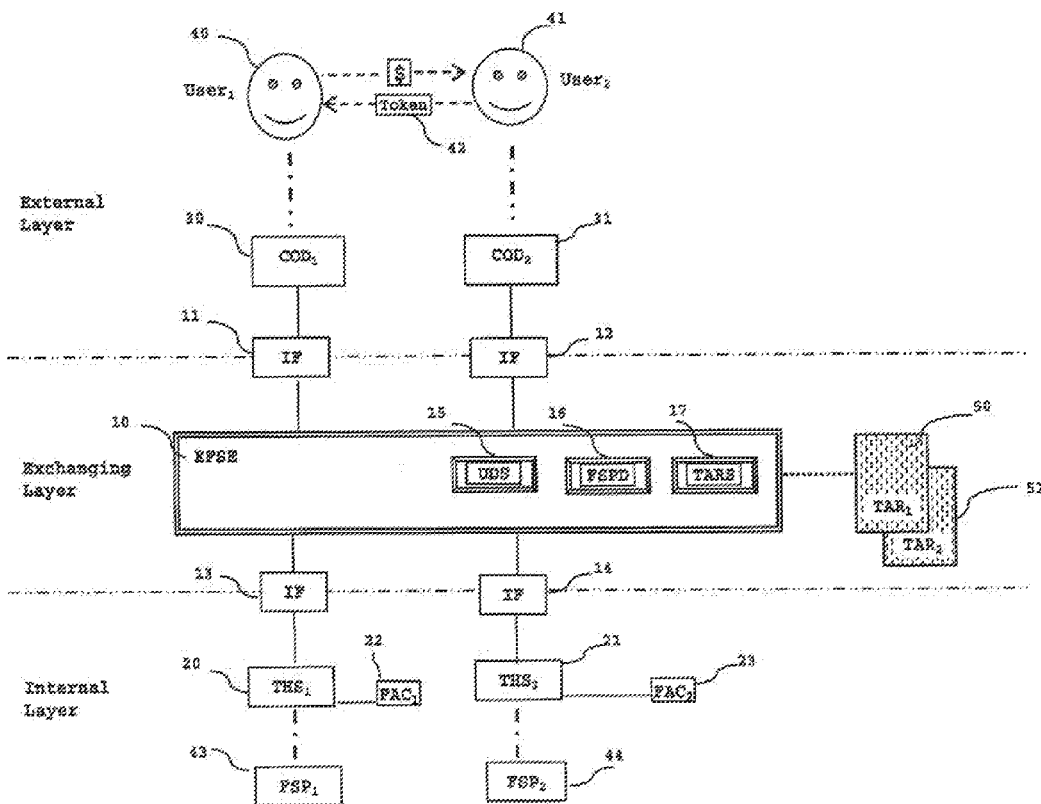 40
41
User₁
$
User₂
Token
42
External
Layer
30
31
COD₁
COD₂
11
12
IF
IF
10
15
16
17
50
Exchanging
Layer
EFSE
UDS
FSPD
TARS
TAR₁
TAR₂
52
13
14
IF
IF
Internal
Layer
20
22
21
23
THS₁
FAC₁
THS₂
FAC₂
43
44
FSP₁
FSP₂